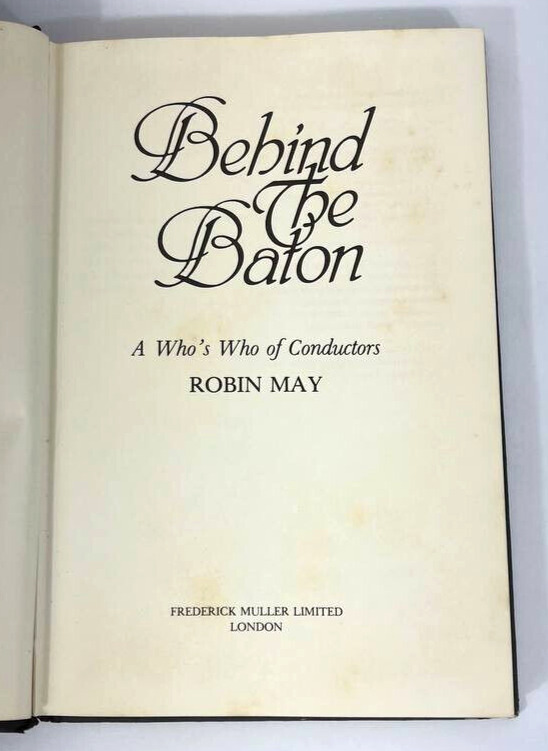 Behind
The
Baton
A Who's Who of Conductors
ROBIN MAY
FREDERICK MULLER LIMITED
LONDON